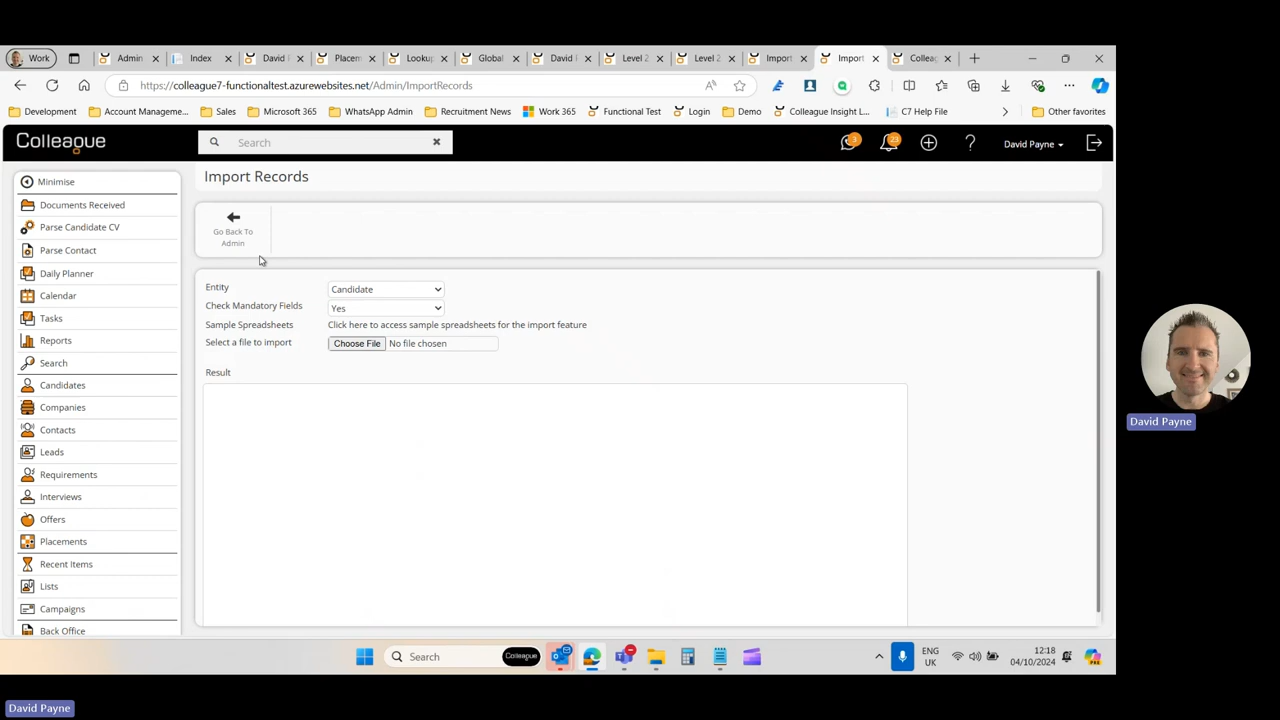 Work
Admin
Index
David F
Placem
Lookup
Global
David F
Level 2
Level 2
Import
Import
Colleag
https://colleague7-functionaltest.azurewebsites.net/Admin/ImportRecords
Development
Account Manageme...
Sales
Microsoft 365
WhatsApp Admin
Recruitment News
Work 365
Functional Test
Login
Demo
Colleague Insight L...
C7 Help File
Other favorites
Colleague
Search
3
23
David Payne
Minimise
Documents Received
Parse Candidate CV
Parse Contact
Daily Planner
Calendar
Tasks
Reports
Search
Candidates
Companies
Contacts
Leads
Requirements
Interviews
Offers
Placements
Recent Items
Lists
Campaigns
Back Office
Import Records
Go Back To
Admin
Entity
Candidate
Check Mandatory Fields
Yes
Sample Spreadsheets
Click here to access sample spreadsheets for the import feature
Select a file to import
Choose File
No file chosen
Result
David Payne
Search
Colleague
ENG
UK
12:18
04/10/2024
David Payne